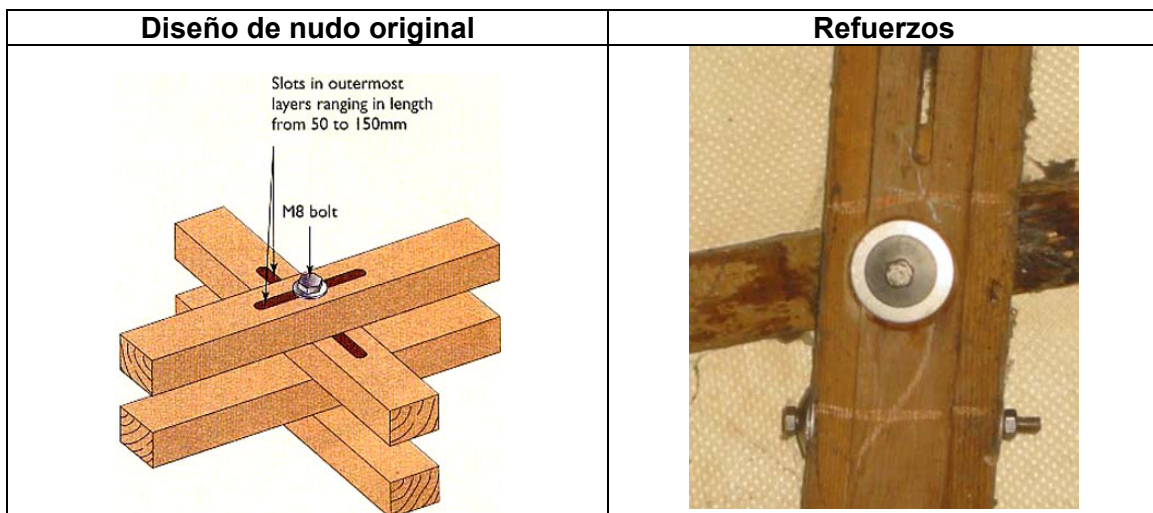 Diseño de nudo original
Refuerzos
Slots in outermost
layers ranging in length
from 50 to 150mm
M8 bolt